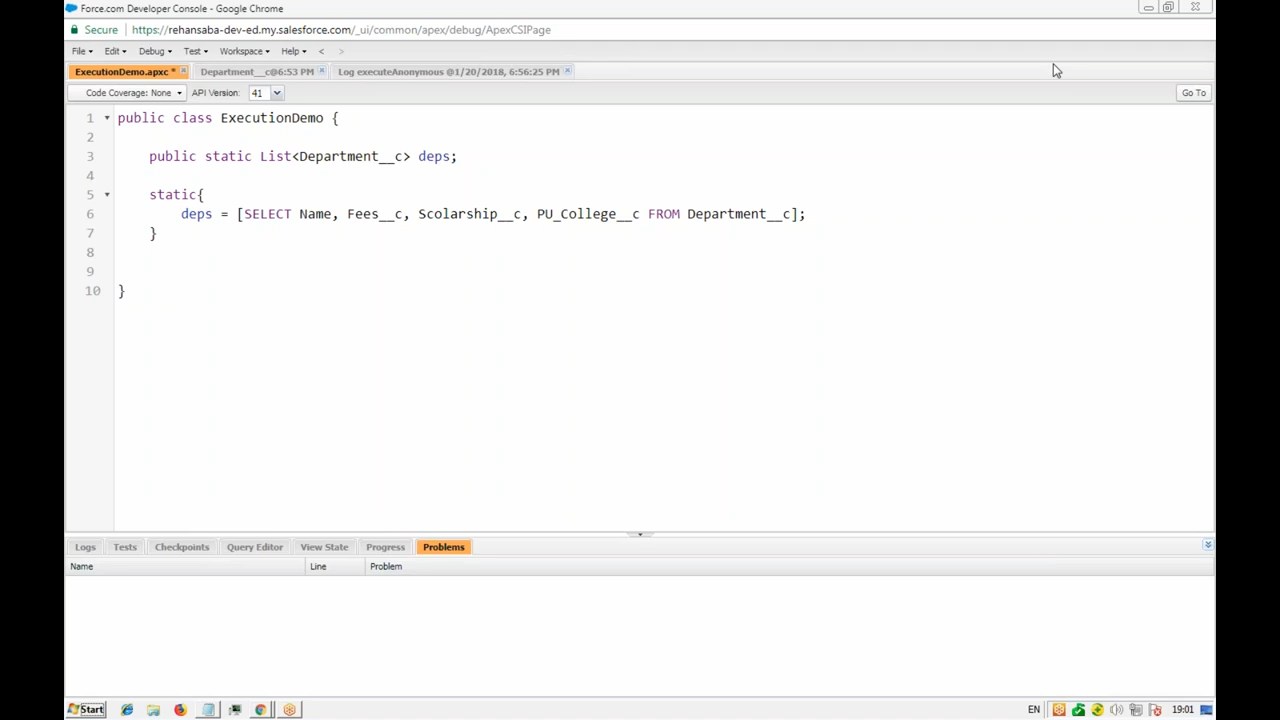 Force.com Developer Console - Google Chrome
Secure https://rehansaba-dev-ed.my.salesforce.com/_ui/common/apex/debug/ApexCSIPage
File Edit Debug Test Workspace Help < >
ExecutionDemo.apxc * Department__c@6:53 PM Log executeAnonymous @1/20/2018, 6:56:25 PM
Code Coverage: None API Version: 41 Go To
1 public class ExecutionDemo {
2
3 public static List<Department__c> deps;
4
5 static{
6 deps = [SELECT Name, Fees__c, Scolarship__c, PU_College__c FROM Department__c];
7 }
8
9
10 }
Logs Tests Checkpoints Query Editor View State Progress Problems
Name Line Problem
Start EN 19:01